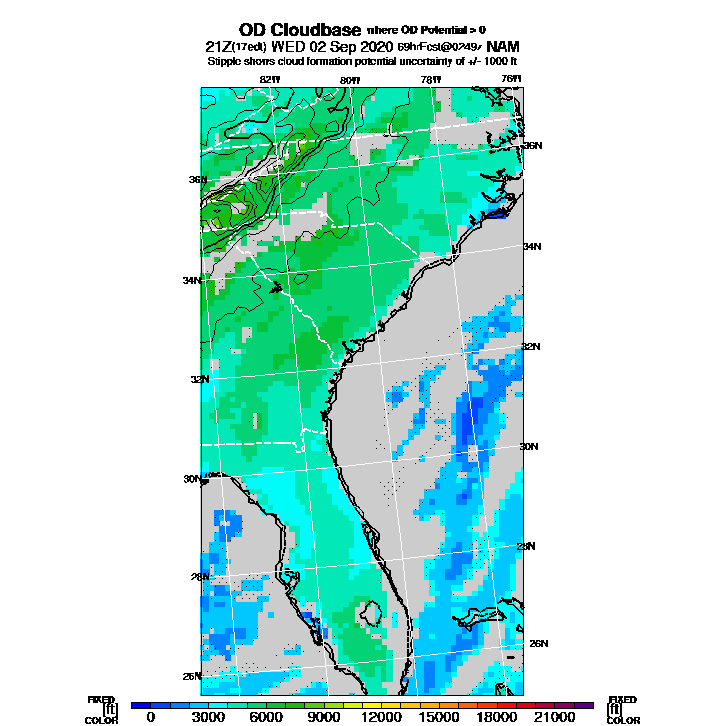 OD Cloudbase where OD Potential > 0
21Z(17edt) WED 02 Sep 2020 69hrFcst@0249z NAM
Stipple shows cloud formation potential uncertainty of +/- 1000 ft
82W 80W 78W 76W
36N
36N
34N
34N
32N
32N
30N
30N
28N
28N
26N
26N
FIXED [ft] COLOR
0 3000 6000 9000 12000 15000 18000 21000
FIXED [ft] COLOR